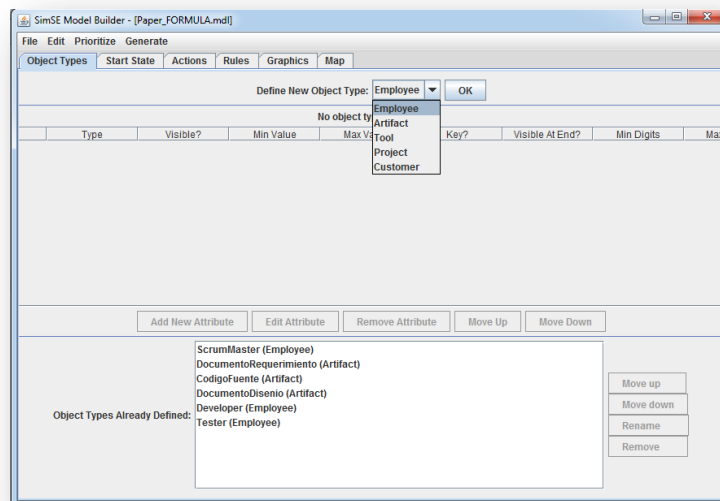 SimSE Model Builder - [Paper_FORMULA.mdl]
File Edit Prioritize Generate
Object Types Start State Actions Rules Graphics Map
Define New Object Type: Employee OK
Employee
Artifact
Tool
Project
Customer
No object ty
Type Visible? Min Value Max Va Key? Visible At End? Min Digits Max
Add New Attribute Edit Attribute Remove Attribute Move Up Move Down
Object Types Already Defined:
ScrumMaster (Employee)
DocumentoRequerimiento (Artifact)
CodigoFuente (Artifact)
DocumentoDisenio (Artifact)
Developer (Employee)
Tester (Employee)
Move up
Move down
Rename
Remove